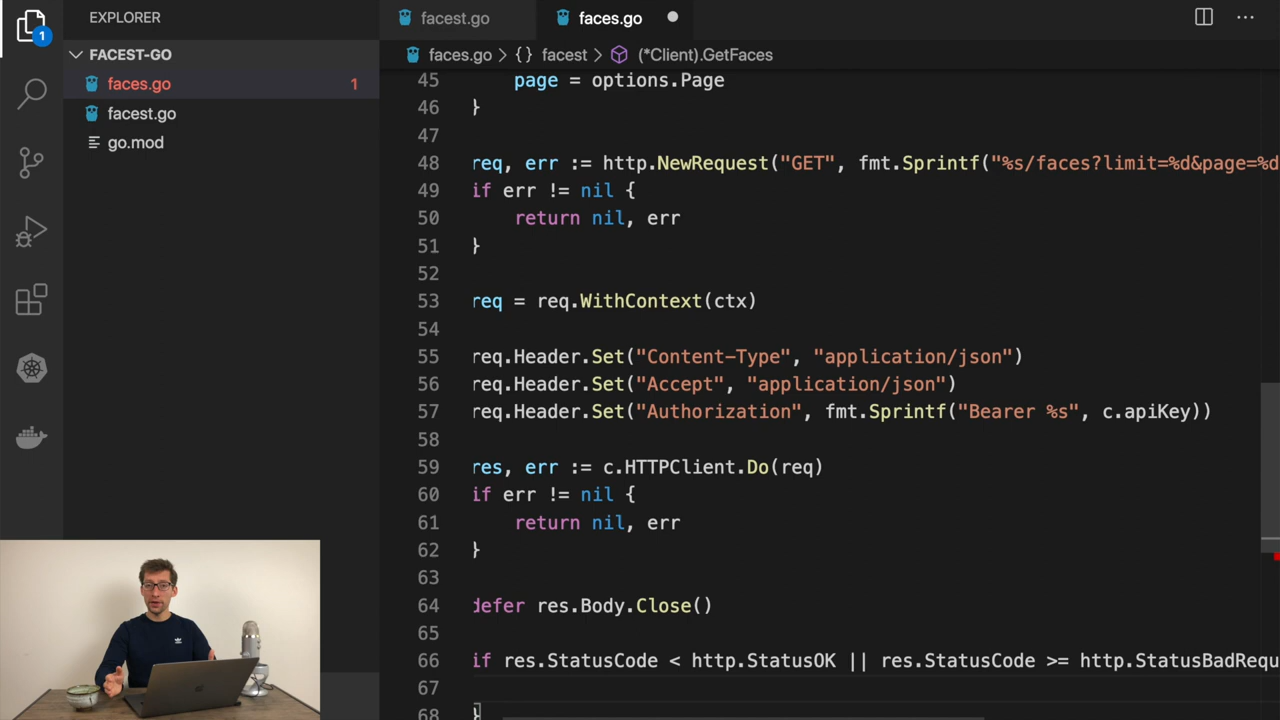 EXPLORER
facest.go
faces.go
1
FACEST-GO
faces.go
{}
facest
(*Client).GetFaces
faces.go
1
facest.go
go.mod
45 page = options.Page
46 }
47
48 req, err := http.NewRequest("GET", fmt.Sprintf("%s/faces?limit=%d&page=%d
49 if err != nil {
50 return nil, err
51 }
52
53 req = req.WithContext(ctx)
54
55 req.Header.Set("Content-Type", "application/json")
56 req.Header.Set("Accept", "application/json")
57 req.Header.Set("Authorization", fmt.Sprintf("Bearer %s", c.apiKey))
58
59 res, err := c.HTTPClient.Do(req)
60 if err != nil {
61 return nil, err
62 }
63
64 defer res.Body.Close()
65
66 if res.StatusCode < http.StatusOK || res.StatusCode >= http.StatusBadRequ
67
68 }